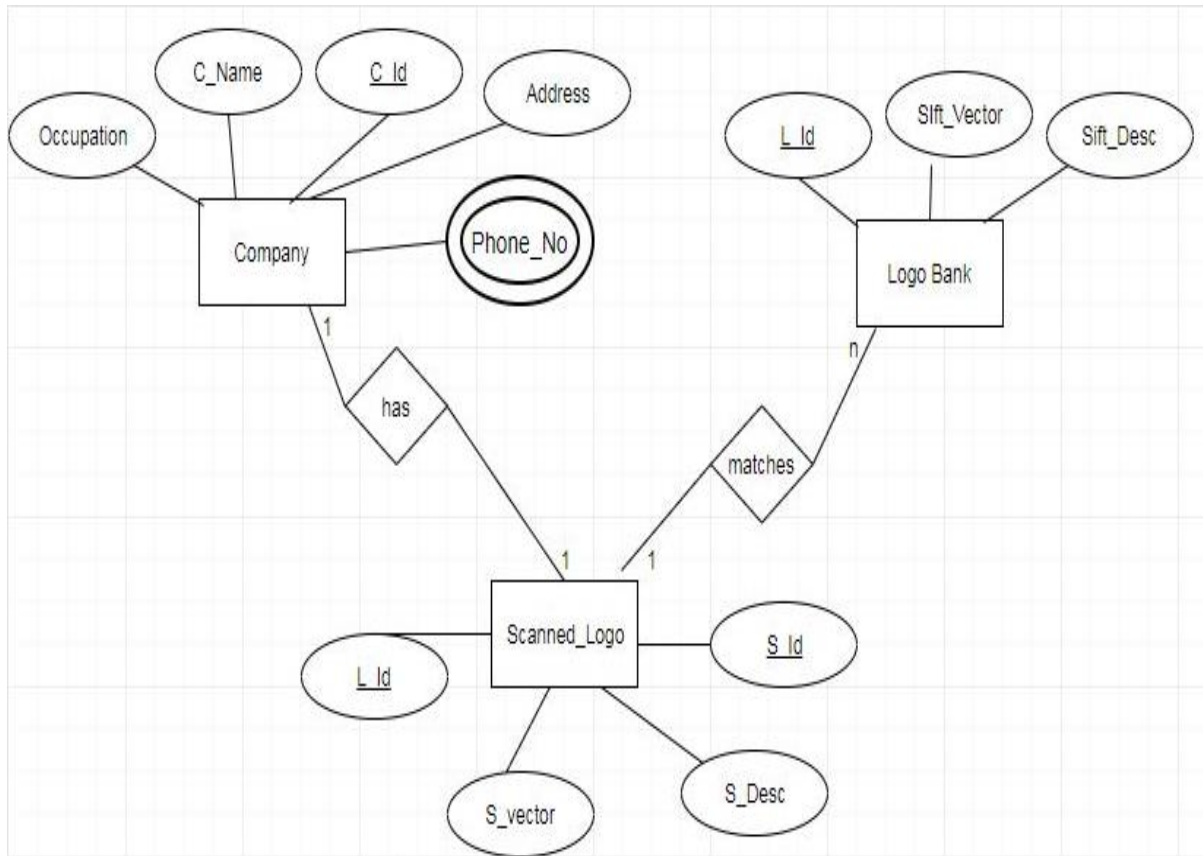 C_Name
C_Id
Address
Occupation
Phone_No
Company
L_Id
SIft_Vector
Sift_Desc
Logo Bank
1
n
has
matches
1
1
Scanned_Logo
L_Id
S_Id
S_vector
S_Desc